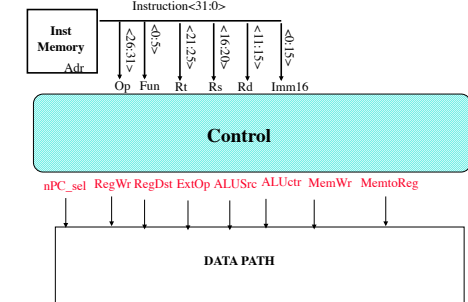 Instruction<31:0>
Inst
Memory
Adr
<26:31>
<0:5>
<21:25>
<16:20>
<11:15>
<0:15>
Op Fun Rt Rs Rd Imm16
Control
nPC_sel RegWr RegDst ExtOp ALUSrc ALUctr MemWr MemtoReg
DATA PATH